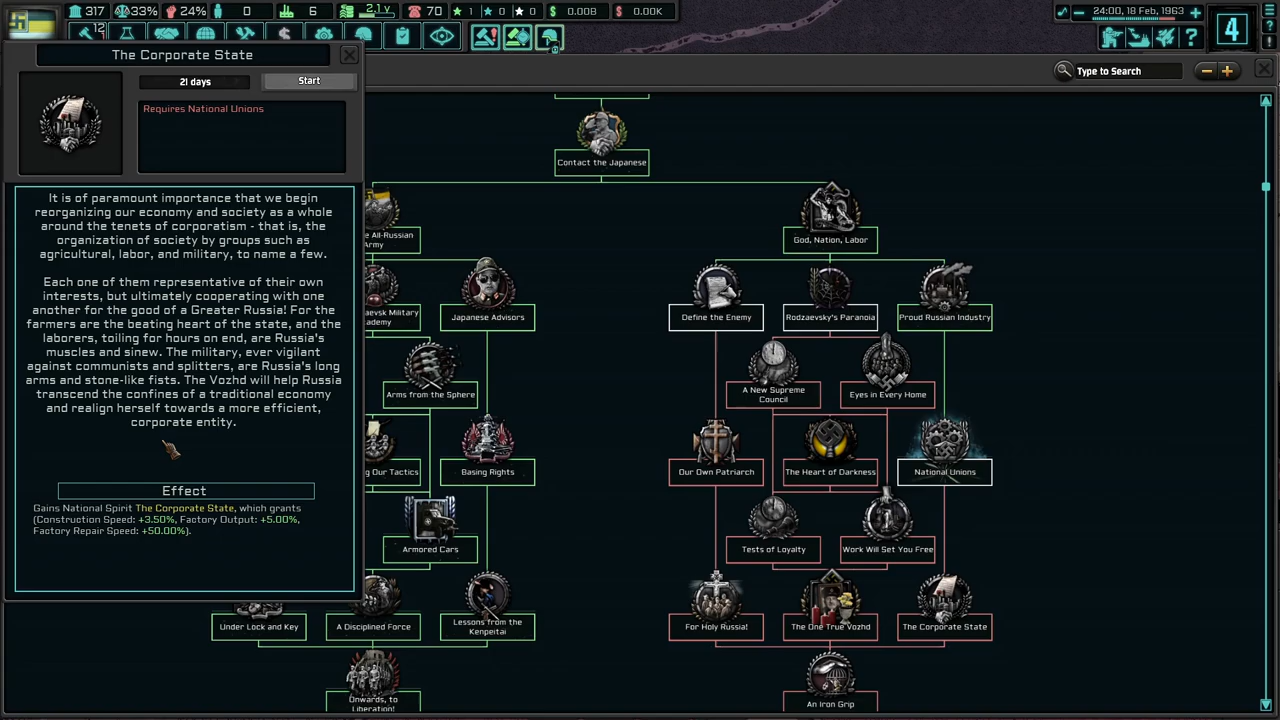 317
33%
24%
0
6
2.1 v
70
1
0
0
$ 0.00B
$ 0.00K
24:00, 18 Feb, 1963
4
12
The Corporate State
21 days
Start
Requires National Unions
Type to Search
It is of paramount importance that we begin
reorganizing our economy and society as a whole
around the tenets of corporatism - that is, the
organization of society by groups such as
agricultural, labor, and military, to name a few.
Each one of them representative of their own
interests, but ultimately cooperating with one
another for the good of a Greater Russia! For the
farmers are the beating heart of the state, and the
laborers, toiling for hours on end, are Russia's
muscles and sinew. The military, ever vigilant
against communists and splitters, are Russia's long
arms and stone-like fists. The Vozhd will help Russia
transcend the confines of a traditional economy
and realign herself towards a more efficient,
corporate entity.
Effect
Gains National Spirit The Corporate State, which grants
(Construction Speed: +3.50%, Factory Output: +5.00%,
Factory Repair Speed: +50.00%).
Contact the Japanese
All-Russian
Army
God, Nation, Labor
Military
Japanese Advisors
Define the Enemy
Rodzaevsky's Paranoia
Proud Russian Industry
Arms from the Sphere
A New Supreme
Council
Eyes in Every Home
Our Tactics
Basing Rights
Our Own Patriarch
The Heart of Darkness
National Unions
Armored Cars
Tests of Loyalty
Work Will Set You Free
Under Lock and Key
A Disciplined Force
Lessons from the
Kenpeitai
For Holy Russia!
The One True Vozhd
The Corporate State
Onwards, to
Liberation!
An Iron Grip